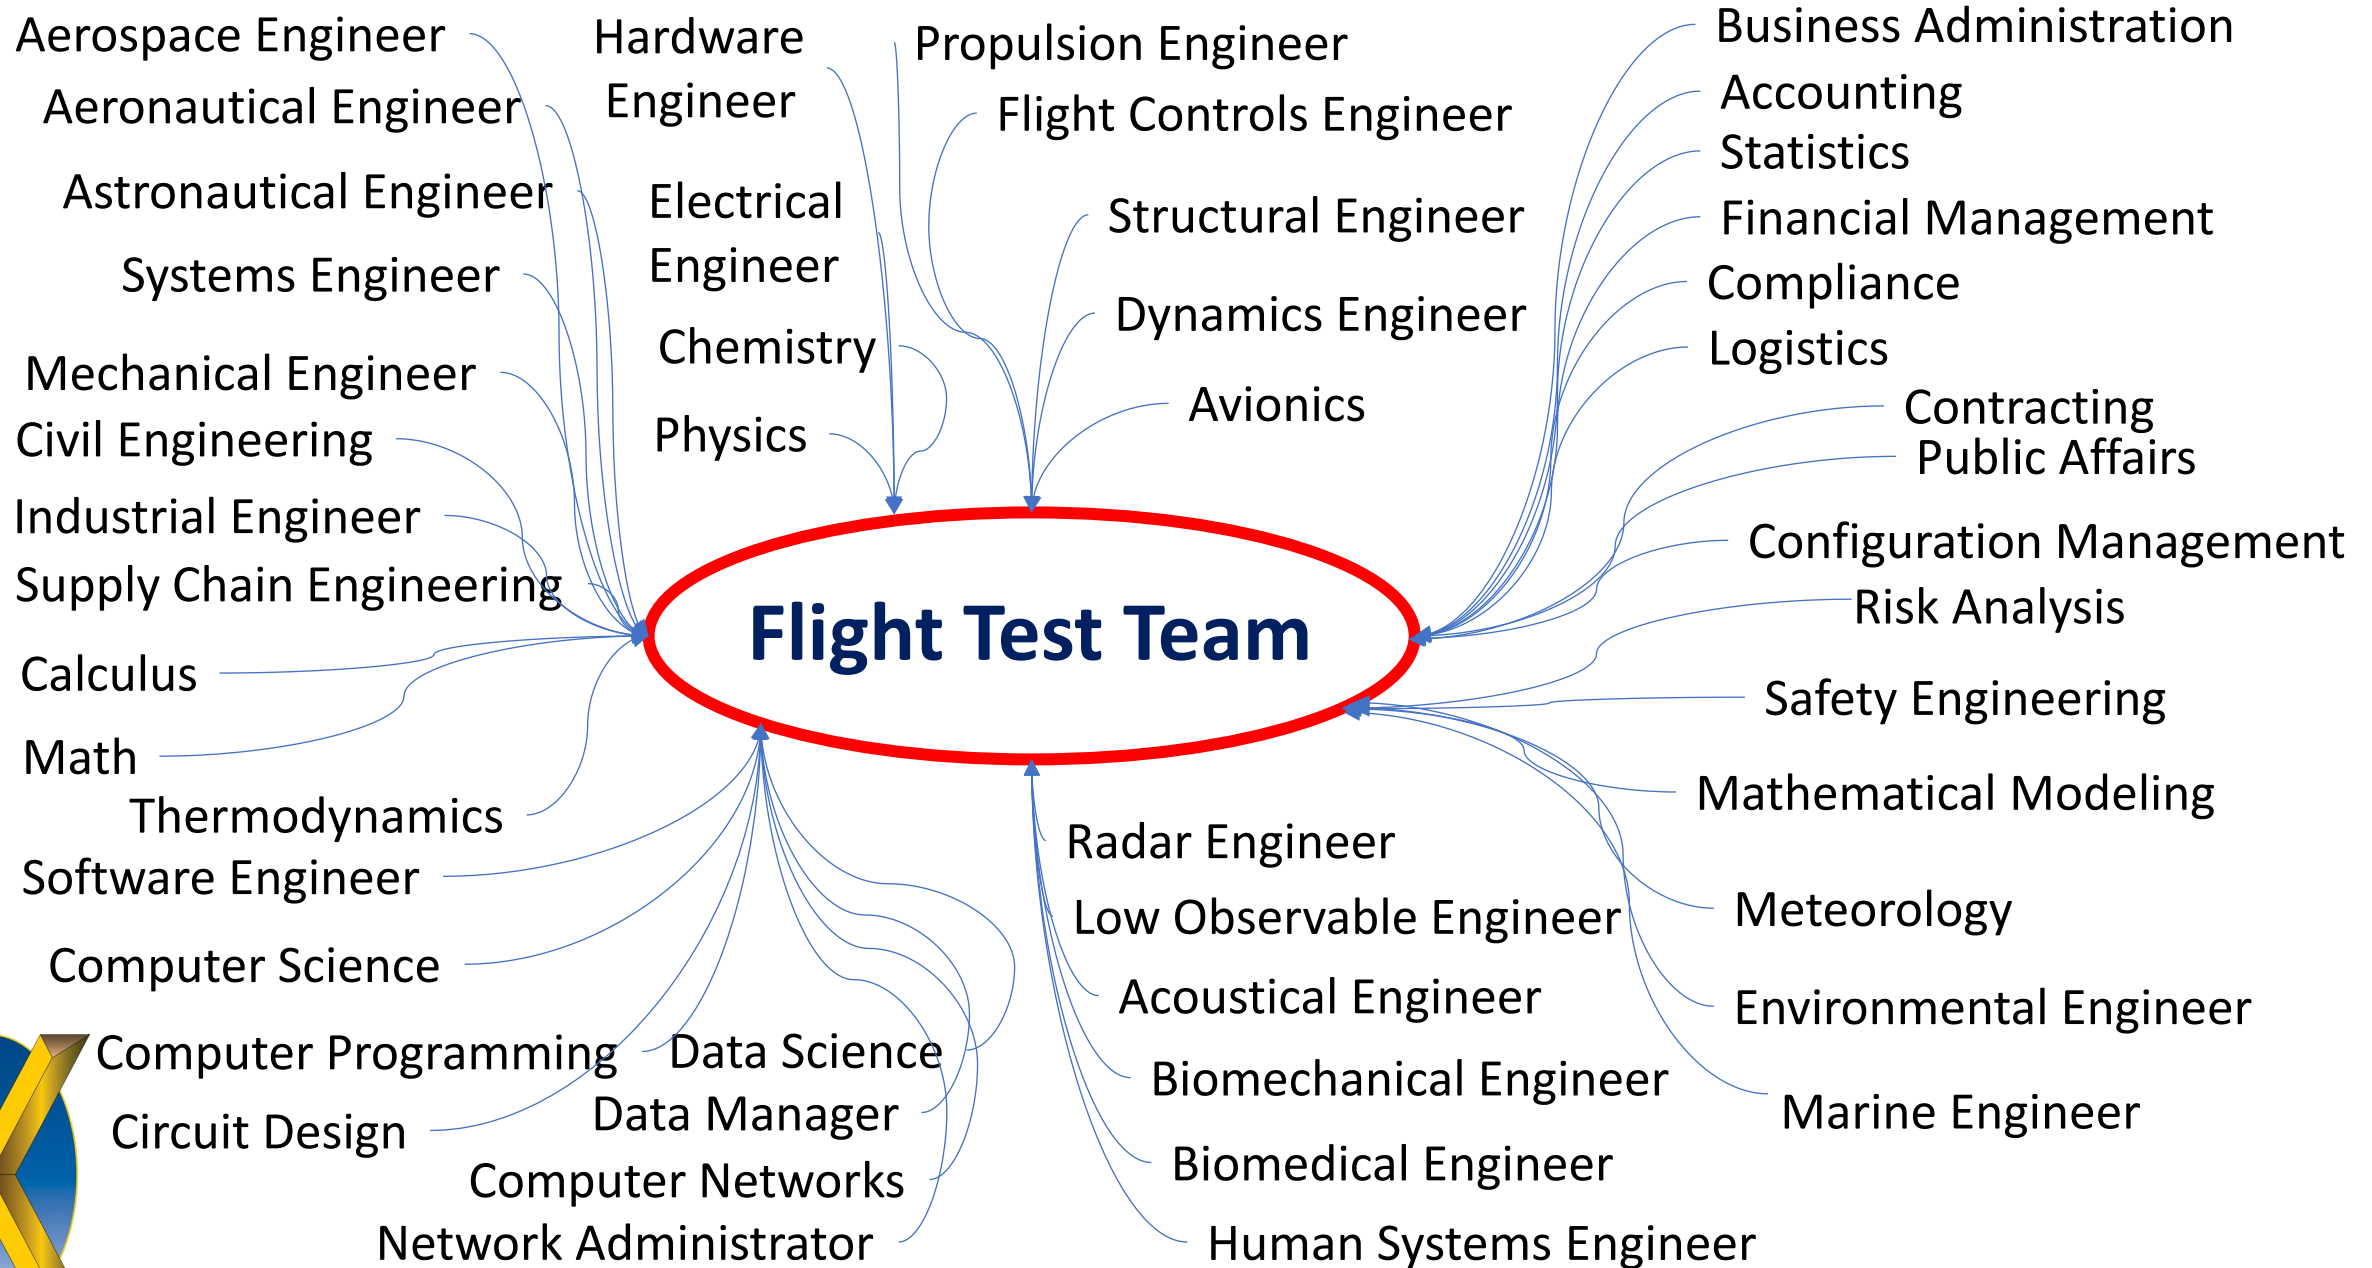 Aerospace Engineer
Aeronautical Engineer
Astronautical Engineer
Systems Engineer
Mechanical Engineer
Civil Engineering
Industrial Engineer
Supply Chain Engineering
Calculus
Math
Thermodynamics
Software Engineer
Computer Science
Computer Programming
Circuit Design
Hardware
Engineer
Electrical
Engineer
Chemistry
Physics
Propulsion Engineer
Flight Controls Engineer
Structural Engineer
Dynamics Engineer
Avionics
Flight Test Team
Data Science
Data Manager
Computer Networks
Network Administrator
Radar Engineer
Low Observable Engineer
Acoustical Engineer
Biomechanical Engineer
Biomedical Engineer
Human Systems Engineer
Business Administration
Accounting
Statistics
Financial Management
Compliance
Logistics
Contracting
Public Affairs
Configuration Management
Risk Analysis
Safety Engineering
Mathematical Modeling
Meteorology
Environmental Engineer
Marine Engineer